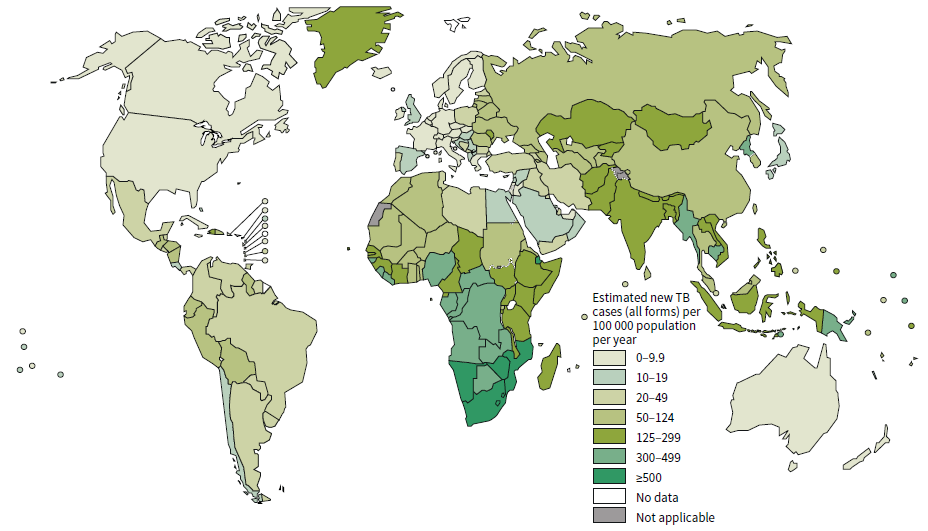 Estimated new TB
cases (all forms) per
100 000 population
per year
0–9.9
10–19
20–49
50–124
125–299
300–499
≥500
No data
Not applicable